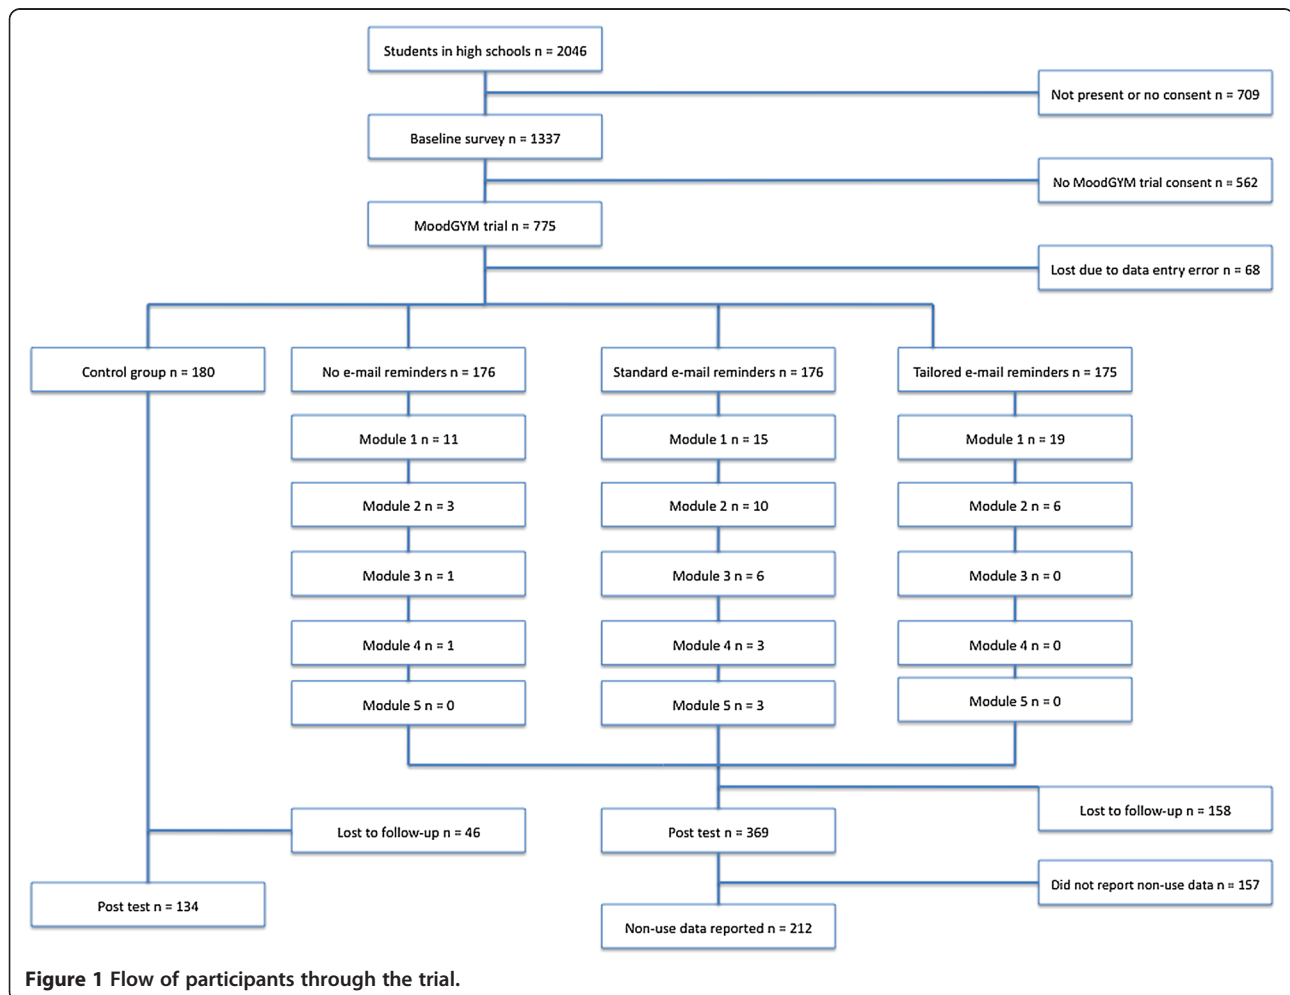 Students in high schools n = 2046
Not present or no consent n = 709
Baseline survey n = 1337
No MoodGYM trial consent n = 562
MoodGYM trial n = 775
Lost due to data entry error n = 68
Control group n = 180
No e-mail reminders n = 176
Standard e-mail reminders n = 176
Tailored e-mail reminders n = 175
Module 1 n = 11
Module 1 n = 15
Module 1 n = 19
Module 2 n = 3
Module 2 n = 10
Module 2 n = 6
Module 3 n = 1
Module 3 n = 6
Module 3 n = 0
Module 4 n = 1
Module 4 n = 3
Module 4 n = 0
Module 5 n = 0
Module 5 n = 3
Module 5 n = 0
Lost to follow-up n = 158
Lost to follow-up n = 46
Post test n = 369
Did not report non-use data n = 157
Post test n = 134
Non-use data reported n = 212
Figure 1 Flow of participants through the trial.